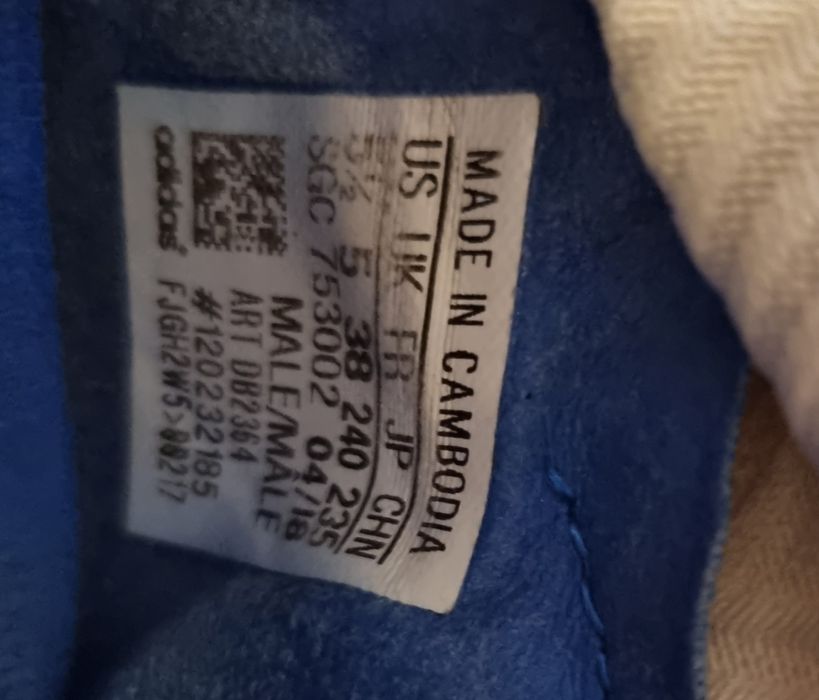 MADE IN CAMBODIA
US UK FR JP CHN
5½ 5 38 240 235
SGC 753002 04/18
MALE/MÂLE
ART DB2364
#120232185
FJGH2W5>00217
adidas®